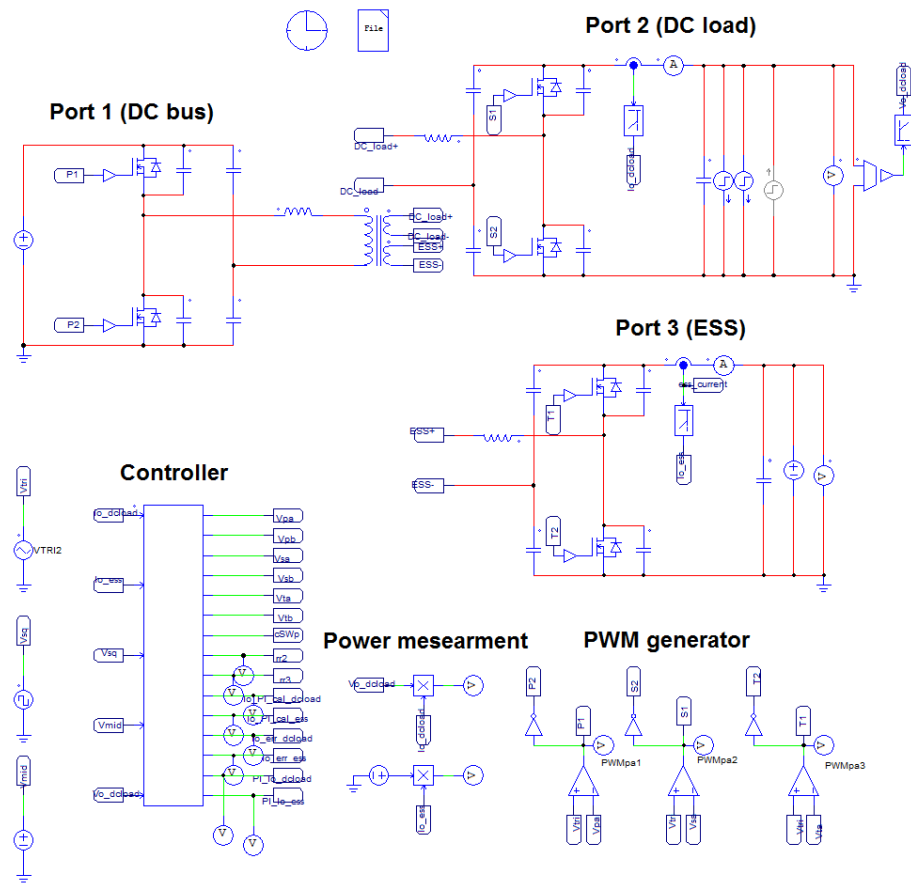 File
Port 2 (DC load)
Port 1 (DC bus)
P1
P2
DC_load+
DC_load-
ESS+
ESS-
DC_load+
DC_load
S1
S2
A
Io_dcload
V
Vo_dcload
Port 3 (ESS)
ESS+
ESS-
T1
T2
ess_current
A
Io_ess
V
Controller
Vtri
VTRI2
Vsq
Vmid
Io_dcload
Io_ess
Vsq
Vmid
Vo_dcload
Vpa
Vpb
Vsa
Vsb
Vta
Vtb
cSWp
rr2
V
rr3
V
Io_PI_cal_dcload
V
Io_PI_cal_ess
V
Io_err_dcload
V
Io_err_ess
V
PI_Io_dcload
PI_Io_ess
V
V
Power mesearment
Vo_dcload
V
Io_dcload
V
Io_ess
PWM generator
P2
P1
V
PWMpa1
Vtri
Vpa
S2
S1
V
PWMpa2
Vtri
Vsa
T2
T1
V
PWMpa3
Vtri
Vta